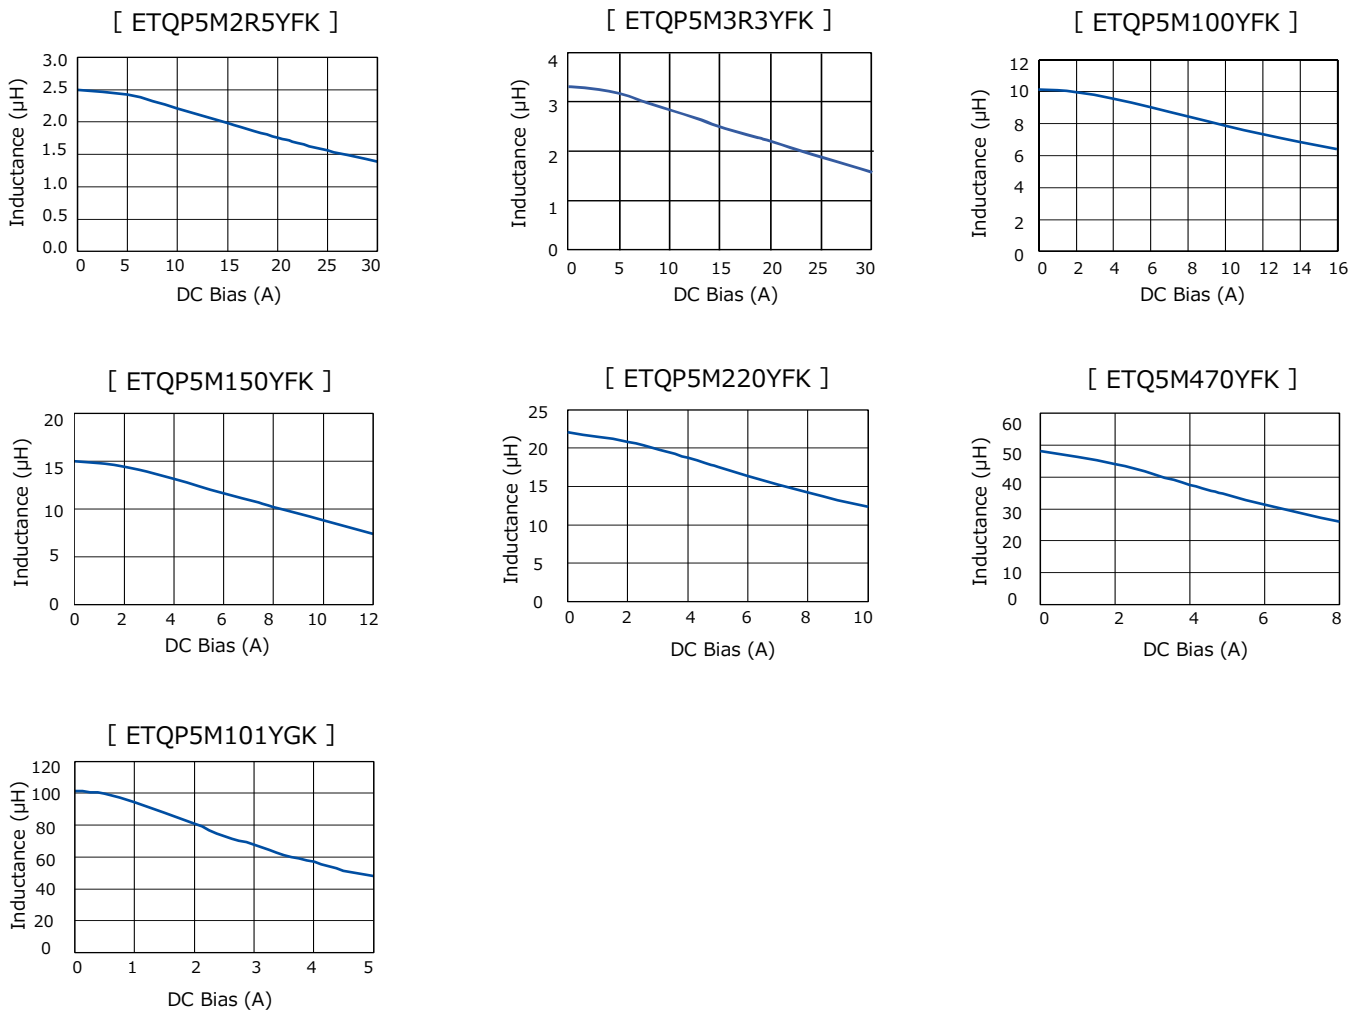 [ ETQP5M2R5YFK ]
Inductance (µH)
3.0
2.5
2.0
1.5
1.0
0.5
0.0
0 5 10 15 20 25 30
DC Bias (A)
[ ETQP5M3R3YFK ]
Inductance (µH)
4
3
2
1
0
0 5 10 15 20 25 30
DC Bias (A)
[ ETQP5M100YFK ]
Inductance (µH)
12
10
8
6
4
2
0
0 2 4 6 8 10 12 14 16
DC Bias (A)
[ ETQP5M150YFK ]
Inductance (µH)
20
15
10
5
0
0 2 4 6 8 10 12
DC Bias (A)
[ ETQP5M220YFK ]
Inductance (µH)
25
20
15
10
5
0
0 2 4 6 8 10
DC Bias (A)
[ ETQ5M470YFK ]
Inductance (µH)
60
50
40
30
20
10
0
0 2 4 6 8
DC Bias (A)
[ ETQP5M101YGK ]
Inductance (µH)
120
100
80
60
40
20
0
0 1 2 3 4 5
DC Bias (A)